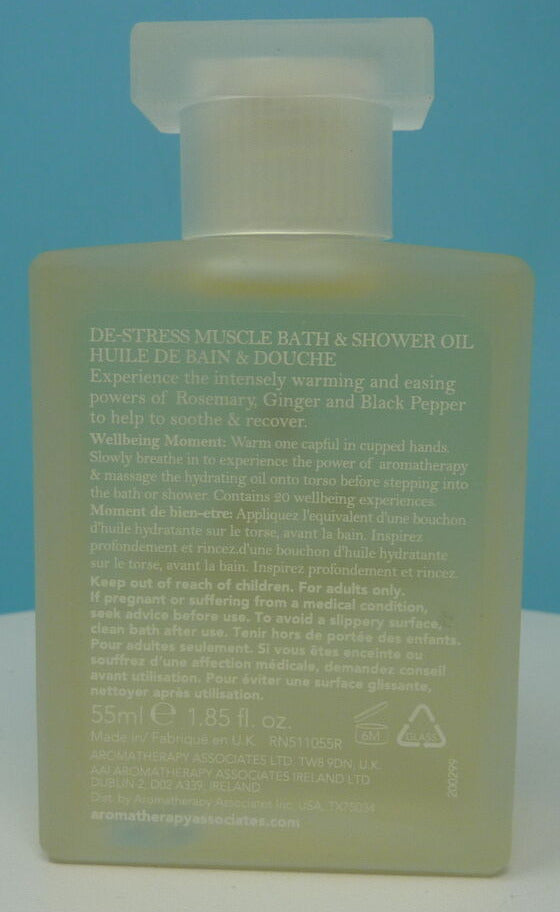 DE-STRESS MUSCLE BATH & SHOWER OIL
HUILE DE BAIN & DOUCHE
Experience the intensely warming and easing
powers of Rosemary, Ginger and Black Pepper
to help to soothe & recover.
Wellbeing Moment: Warm one capful in cupped hands.
Slowly breathe in to experience the power of aromatherapy
& massage the hydrating oil onto torso before stepping into
the bath or shower. Contains 20 wellbeing experiences.
Moment de bien-etre: Appliquez l'equivalent d'une bouchon
d'huile hydratante sur le torse, avant la bain. Inspirez
profondement et rincez.d'une bouchon d'huile hydratante
sur le torse, avant la bain. Inspirez profondement et rincez.
Keep out of reach of children. For adults only.
If pregnant or suffering from a medical condition,
seek advice before use. To avoid a slippery surface,
clean bath after use. Tenir hors de portée des enfants.
Pour adultes seulement. Si vous êtes enceinte ou
souffrez d'une affection médicale, demandez conseil
avant utilisation. Pour éviter une surface glissante,
nettoyer après utilisation.
55ml ℮ 1.85 fl. oz.
6M
GLASS
Made in/ Fabriqué en U.K. RN511055R
AROMATHERAPY ASSOCIATES LTD, TW8 9DN, U.K.
AAI AROMATHERAPY ASSOCIATES IRELAND LTD
DUBLIN 2, D02 A339, IRELAND
Dist. by Aromatherapy Associates Inc. USA, TX75034
aromatherapyassociates.com
200299